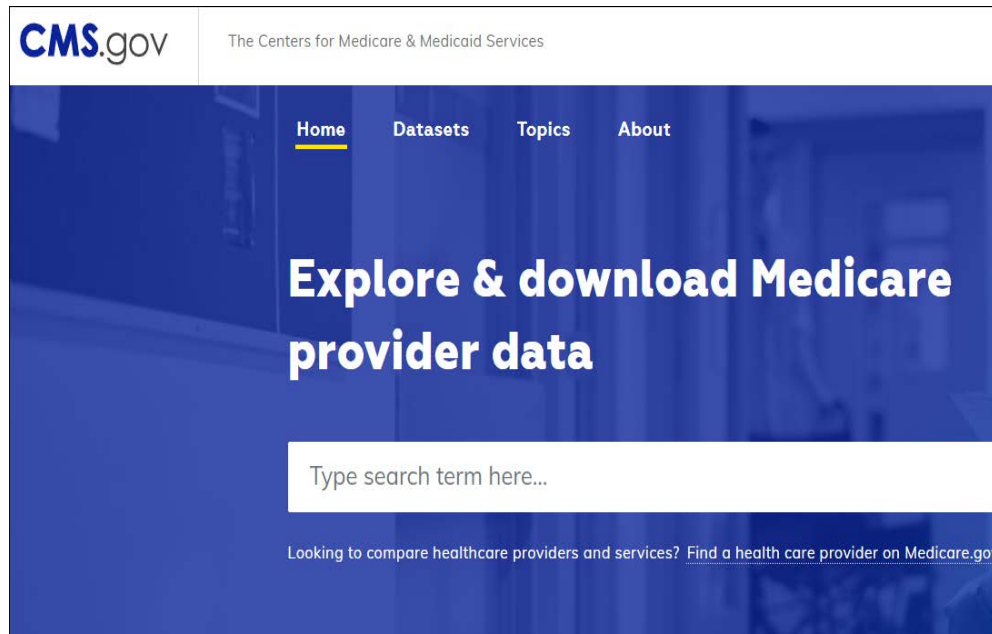 CMS.gov
The Centers for Medicare & Medicaid Services
Home Datasets Topics About
Explore & download Medicare
provider data
Type search term here...
Looking to compare healthcare providers and services? Find a health care provider on Medicare.go